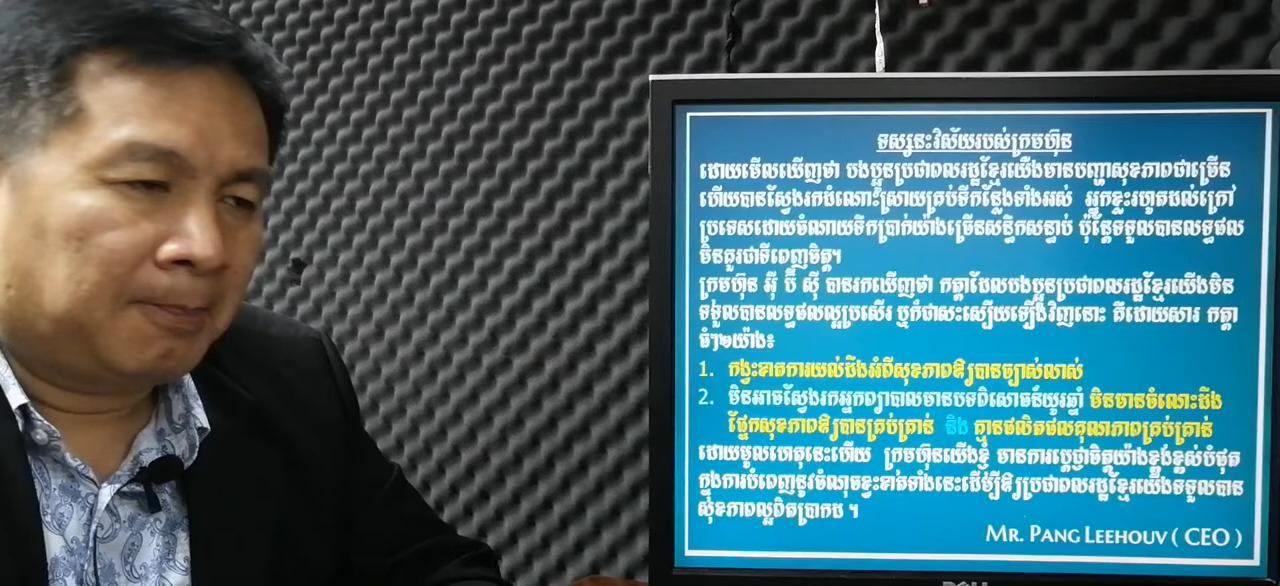 ទស្សនះវិស័យរបស់ក្រុមហ៊ុន
ដោយមើលឃើញថា បងប្អូនប្រជាពលរដ្ឋខ្មែរយើងមានបញ្ហាសុខភាពជាច្រើន
ហើយបានស្វែងរកដំណោះស្រាយគ្រប់ទីកន្លែងទាំងអស់ អ្នកខ្លះរហូតដល់ក្រៅ
ប្រទេសដោយចំណាយទឹកប្រាក់យ៉ាងច្រើនសន្ធឹកសន្ធាប់ ប៉ុន្តែទទួលបានលទ្ធផល
មិនគួរជាទីពេញចិត្ត។
ក្រុមហ៊ុន អ៊ី ប៊ី ស៊ី បានរកឃើញថា កត្តាដែលបងប្អូនប្រជាពលរដ្ឋខ្មែរយើងមិន
ទទួលបានលទ្ធផលល្អប្រសើរ ឬក៏ជាសះស្បើយឡើងវិញនោះ គឺដោយសារ កត្តា
ធំៗ២យ៉ាង៖
1. កង្វះខាតការយល់ដឹងអំពីសុខភាពឱ្យបានច្បាស់លាស់
2. មិនអាចស្វែងរកអ្នកព្យាបាលមានបទពិសោធន៍យូរឆ្នាំ មិនមានចំណេះដឹង
ផ្នែកសុខភាពឱ្យបានគ្រប់គ្រាន់ និង គ្មានផលិតផលគុណភាពគ្រប់គ្រាន់
ដោយមូលហេតុនេះហើយ ក្រុមហ៊ុនយើងខ្ញុំ មានការប្តេជ្ញាចិត្តយ៉ាងខ្ពង់ខ្ពស់បំផុត
ក្នុងការបំពេញនូវចំណុចខ្វះខាតទាំងនេះដើម្បីឱ្យប្រជាពលរដ្ឋខ្មែរយើងទទួលបាន
សុខភាពល្អពិតប្រាកដ ។
MR. PANG LEEHOUV ( CEO )